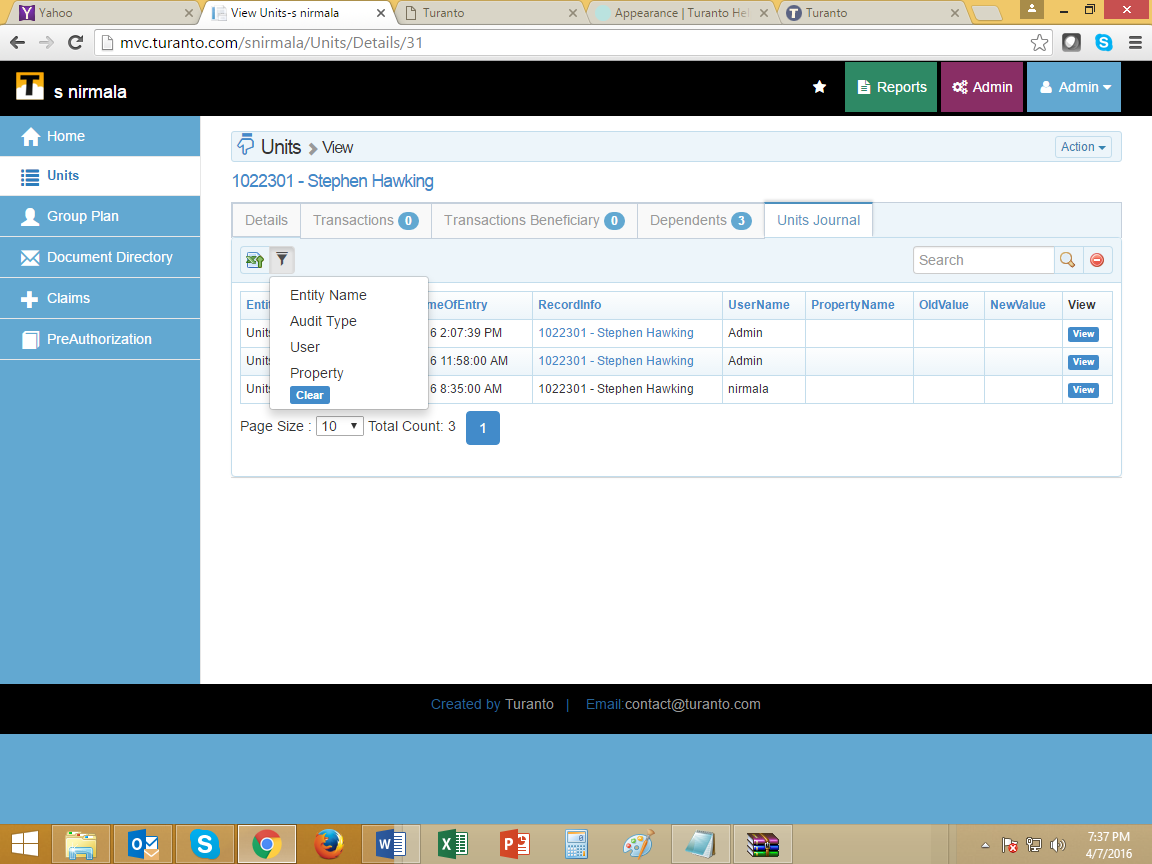 Yahoo
View Units-s nirmala
Turanto
Appearance | Turanto Hel
Turanto
mvc.turanto.com/snirmala/Units/Details/31
T s nirmala
Reports
Admin
Admin
Home
Units
Group Plan
Document Directory
Claims
PreAuthorization
Units View
Action
1022301 - Stephen Hawking
Details
Transactions 0
Transactions Beneficiary 0
Dependents 3
Units Journal
Search
Entity Name
Audit Type
User
Property
Clear
Entit meOfEntry RecordInfo UserName PropertyName OldValue NewValue View
Units 6 2:07:39 PM 1022301 - Stephen Hawking Admin View
Units 6 11:58:00 AM 1022301 - Stephen Hawking Admin View
Units 6 8:35:00 AM 1022301 - Stephen Hawking nirmala View
Page Size : 10 Total Count: 3 1
Created by Turanto | Email:contact@turanto.com
7:37 PM
4/7/2016